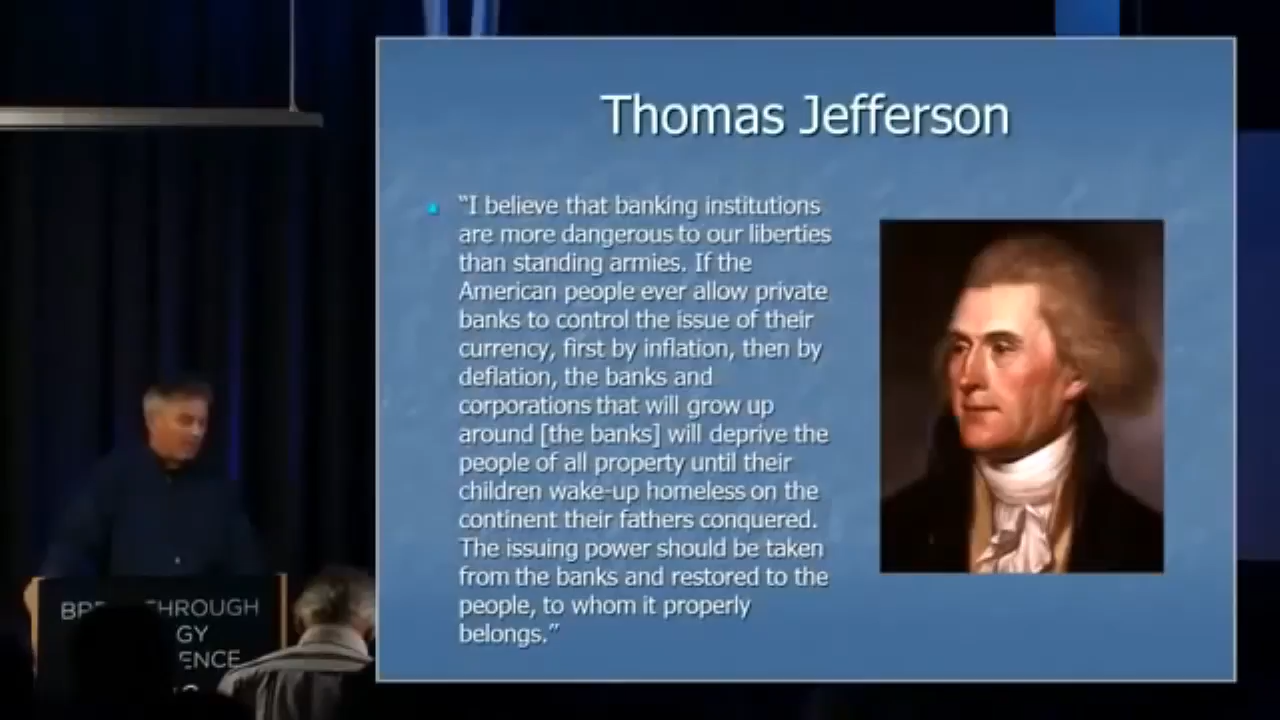 Thomas Jefferson
“I believe that banking institutions
are more dangerous to our liberties
than standing armies. If the
American people ever allow private
banks to control the issue of their
currency, first by inflation, then by
deflation, the banks and
corporations that will grow up
around [the banks] will deprive the
people of all property until their
children wake-up homeless on the
continent their fathers conquered.
The issuing power should be taken
from the banks and restored to the
people, to whom it properly
belongs.”